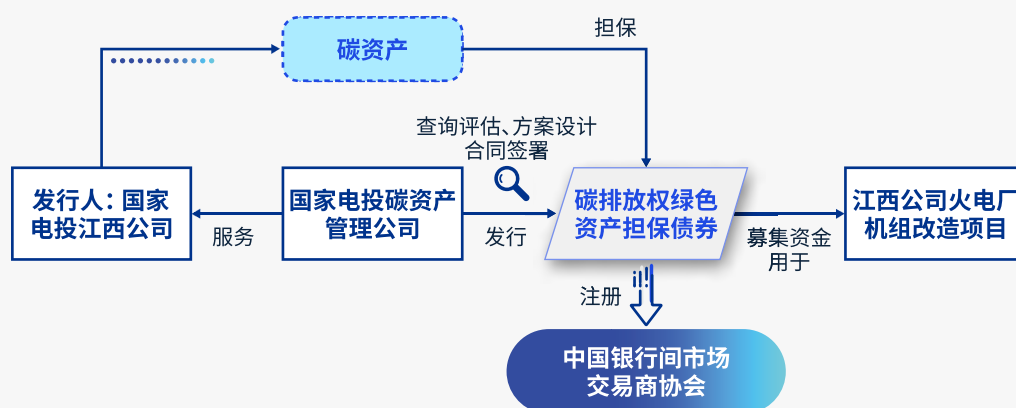 碳资产
担保
查询评估、方案设计
合同签署
发行人：国家
电投江西公司
服务
国家电投碳资产
管理公司
发行
碳排放权绿色
资产担保债券
募集资金
用于
江西公司火电厂
机组改造项目
注册
中国银行间市场
交易商协会